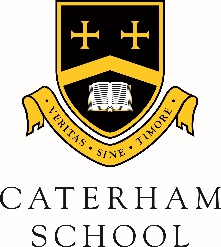 VERITAS • SINE • TIMORE
CATERHAM
SCHOOL